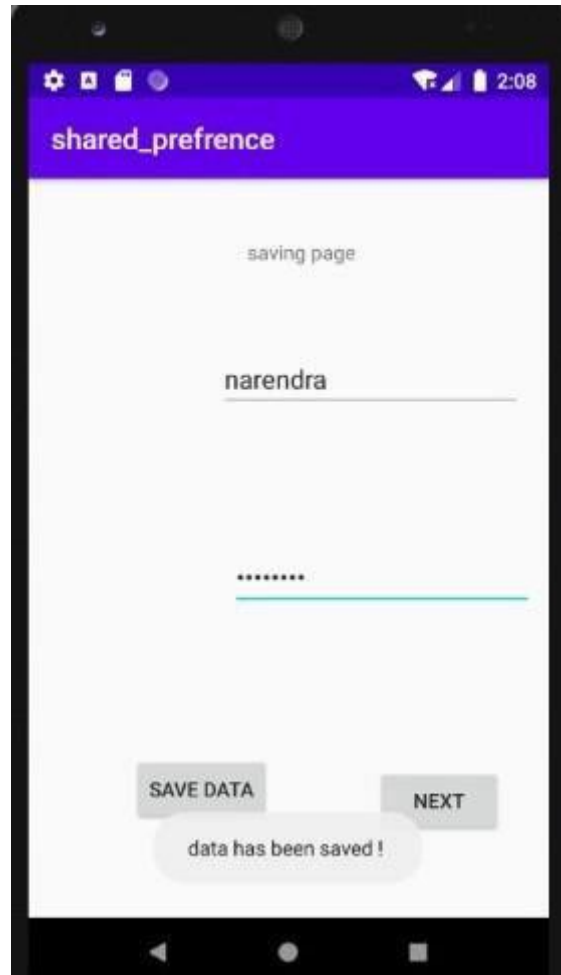 2:08
shared_prefrence
saving page
narendra
••••••••
SAVE DATA
NEXT
data has been saved !